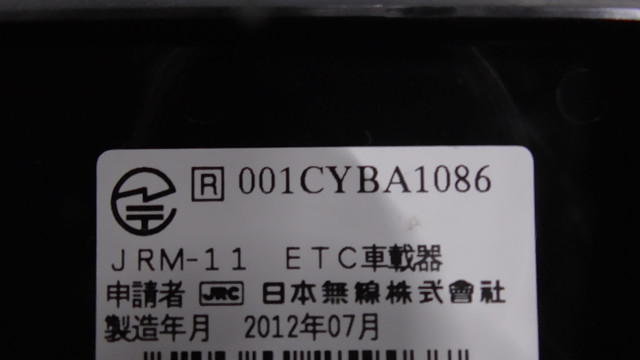 R 001CYBA1086
JRM-11 ETC車載器
申請者 JRC 日本無線株式會社
製造年月 2012年07月